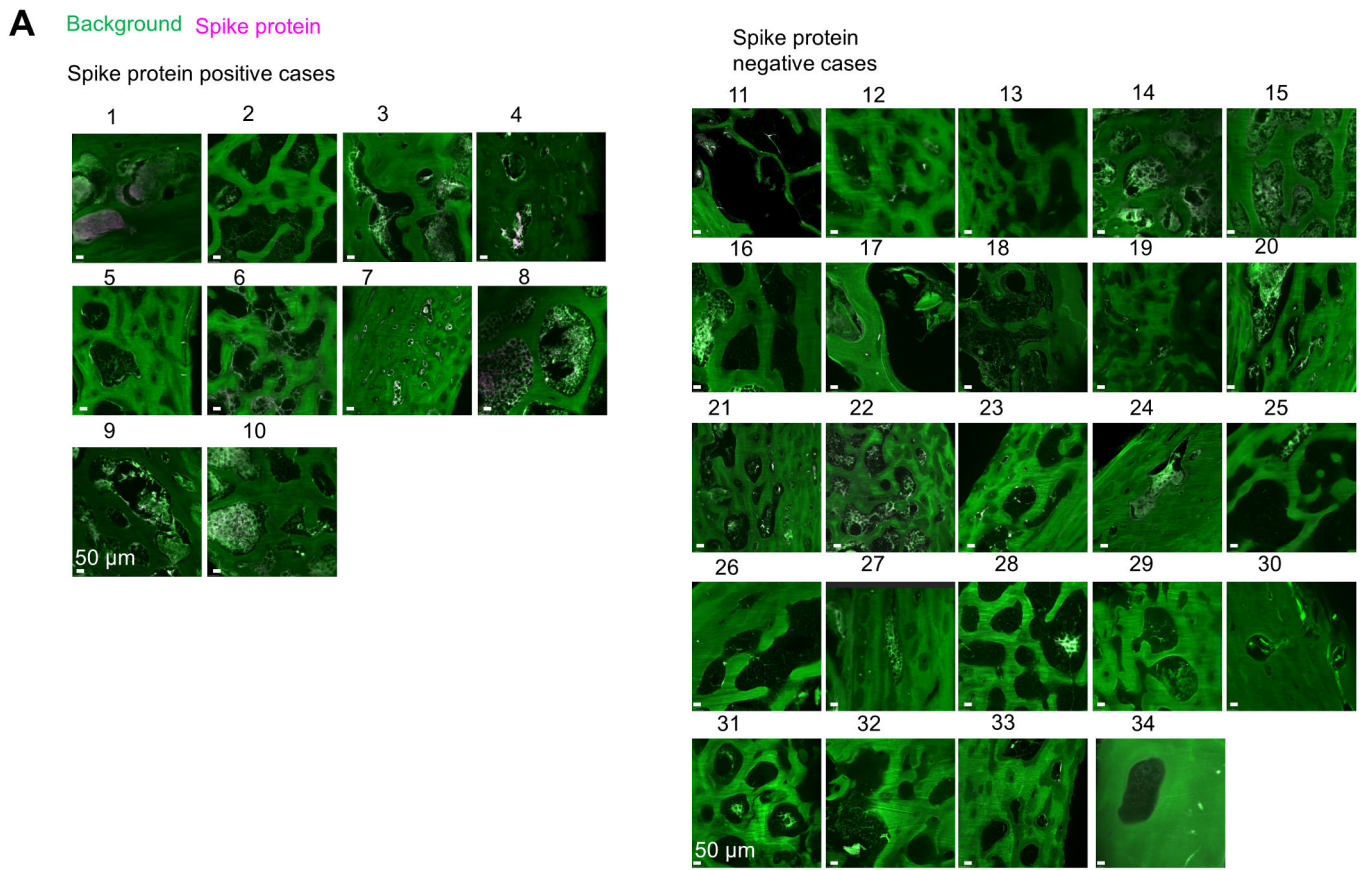 A
Background Spike protein
Spike protein positive cases
1 2 3 4
5 6 7 8
9 10
50 µm
Spike protein
negative cases
11 12 13 14 15
16 17 18 19 20
21 22 23 24 25
26 27 28 29 30
31 32 33 34
50 µm